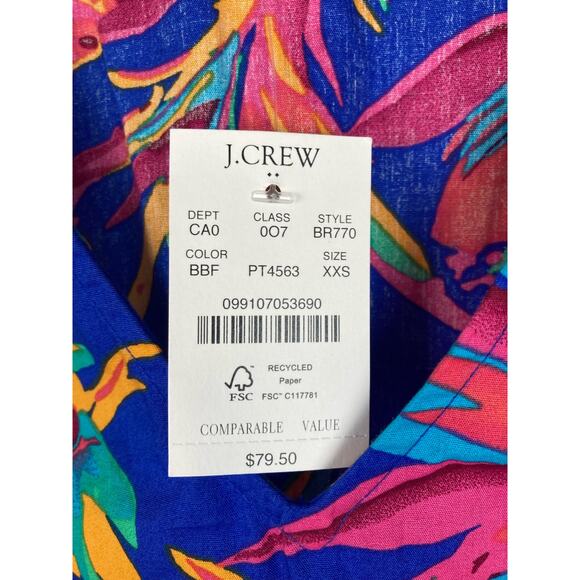 J.CREW
DEPT CLASS STYLE
CA0 0O7 BR770
COLOR SIZE
BBF PT4563 XXS
099107053690
RECYCLED
Paper
FSC™ C117781
FSC
COMPARABLE VALUE
$79.50